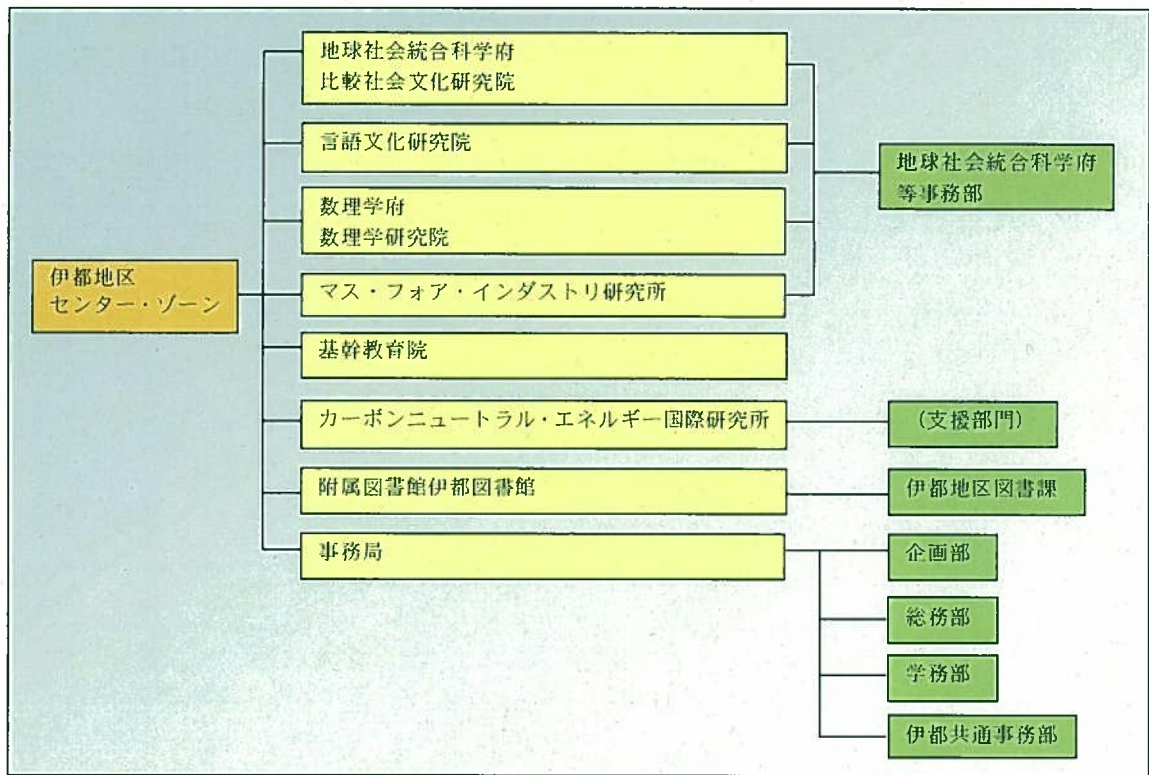 伊都地区
センター・ゾーン
地球社会統合科学府
比較社会文化研究院
言語文化研究院
数理学府
数理学研究院
マス・フォア・インダストリ研究所
基幹教育院
カーボンニュートラル・エネルギー国際研究所
附属図書館伊都図書館
事務局
地球社会統合科学府
等事務部
(支援部門)
伊都地区図書課
企画部
総務部
学務部
伊都共通事務部